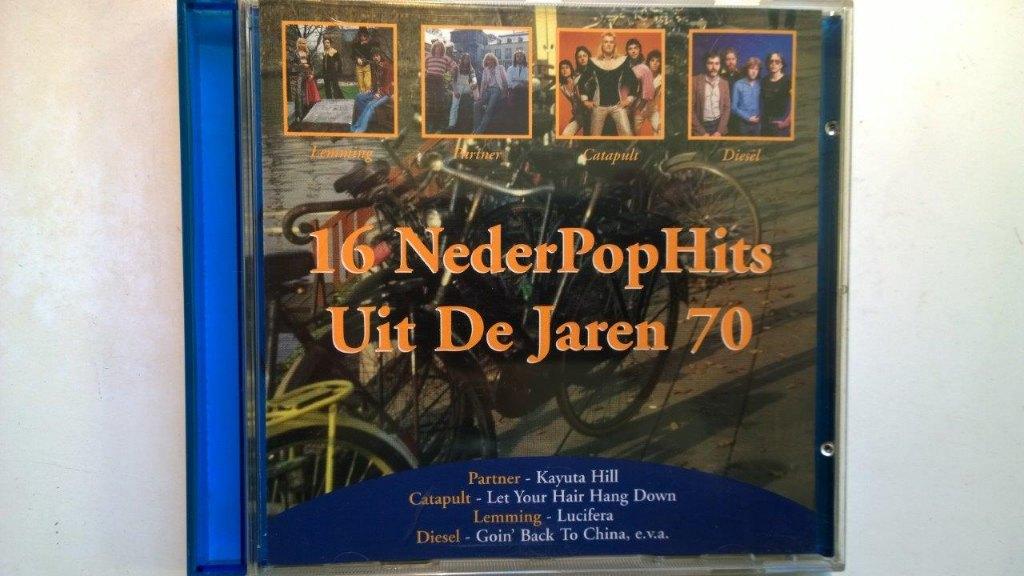 Lemming Partner Catapult Diesel
16 NederPopHits
Uit De Jaren 70
Partner - Kayuta Hill
Catapult - Let Your Hair Hang Down
Lemming - Lucifera
Diesel - Goin' Back To China, e.v.a.